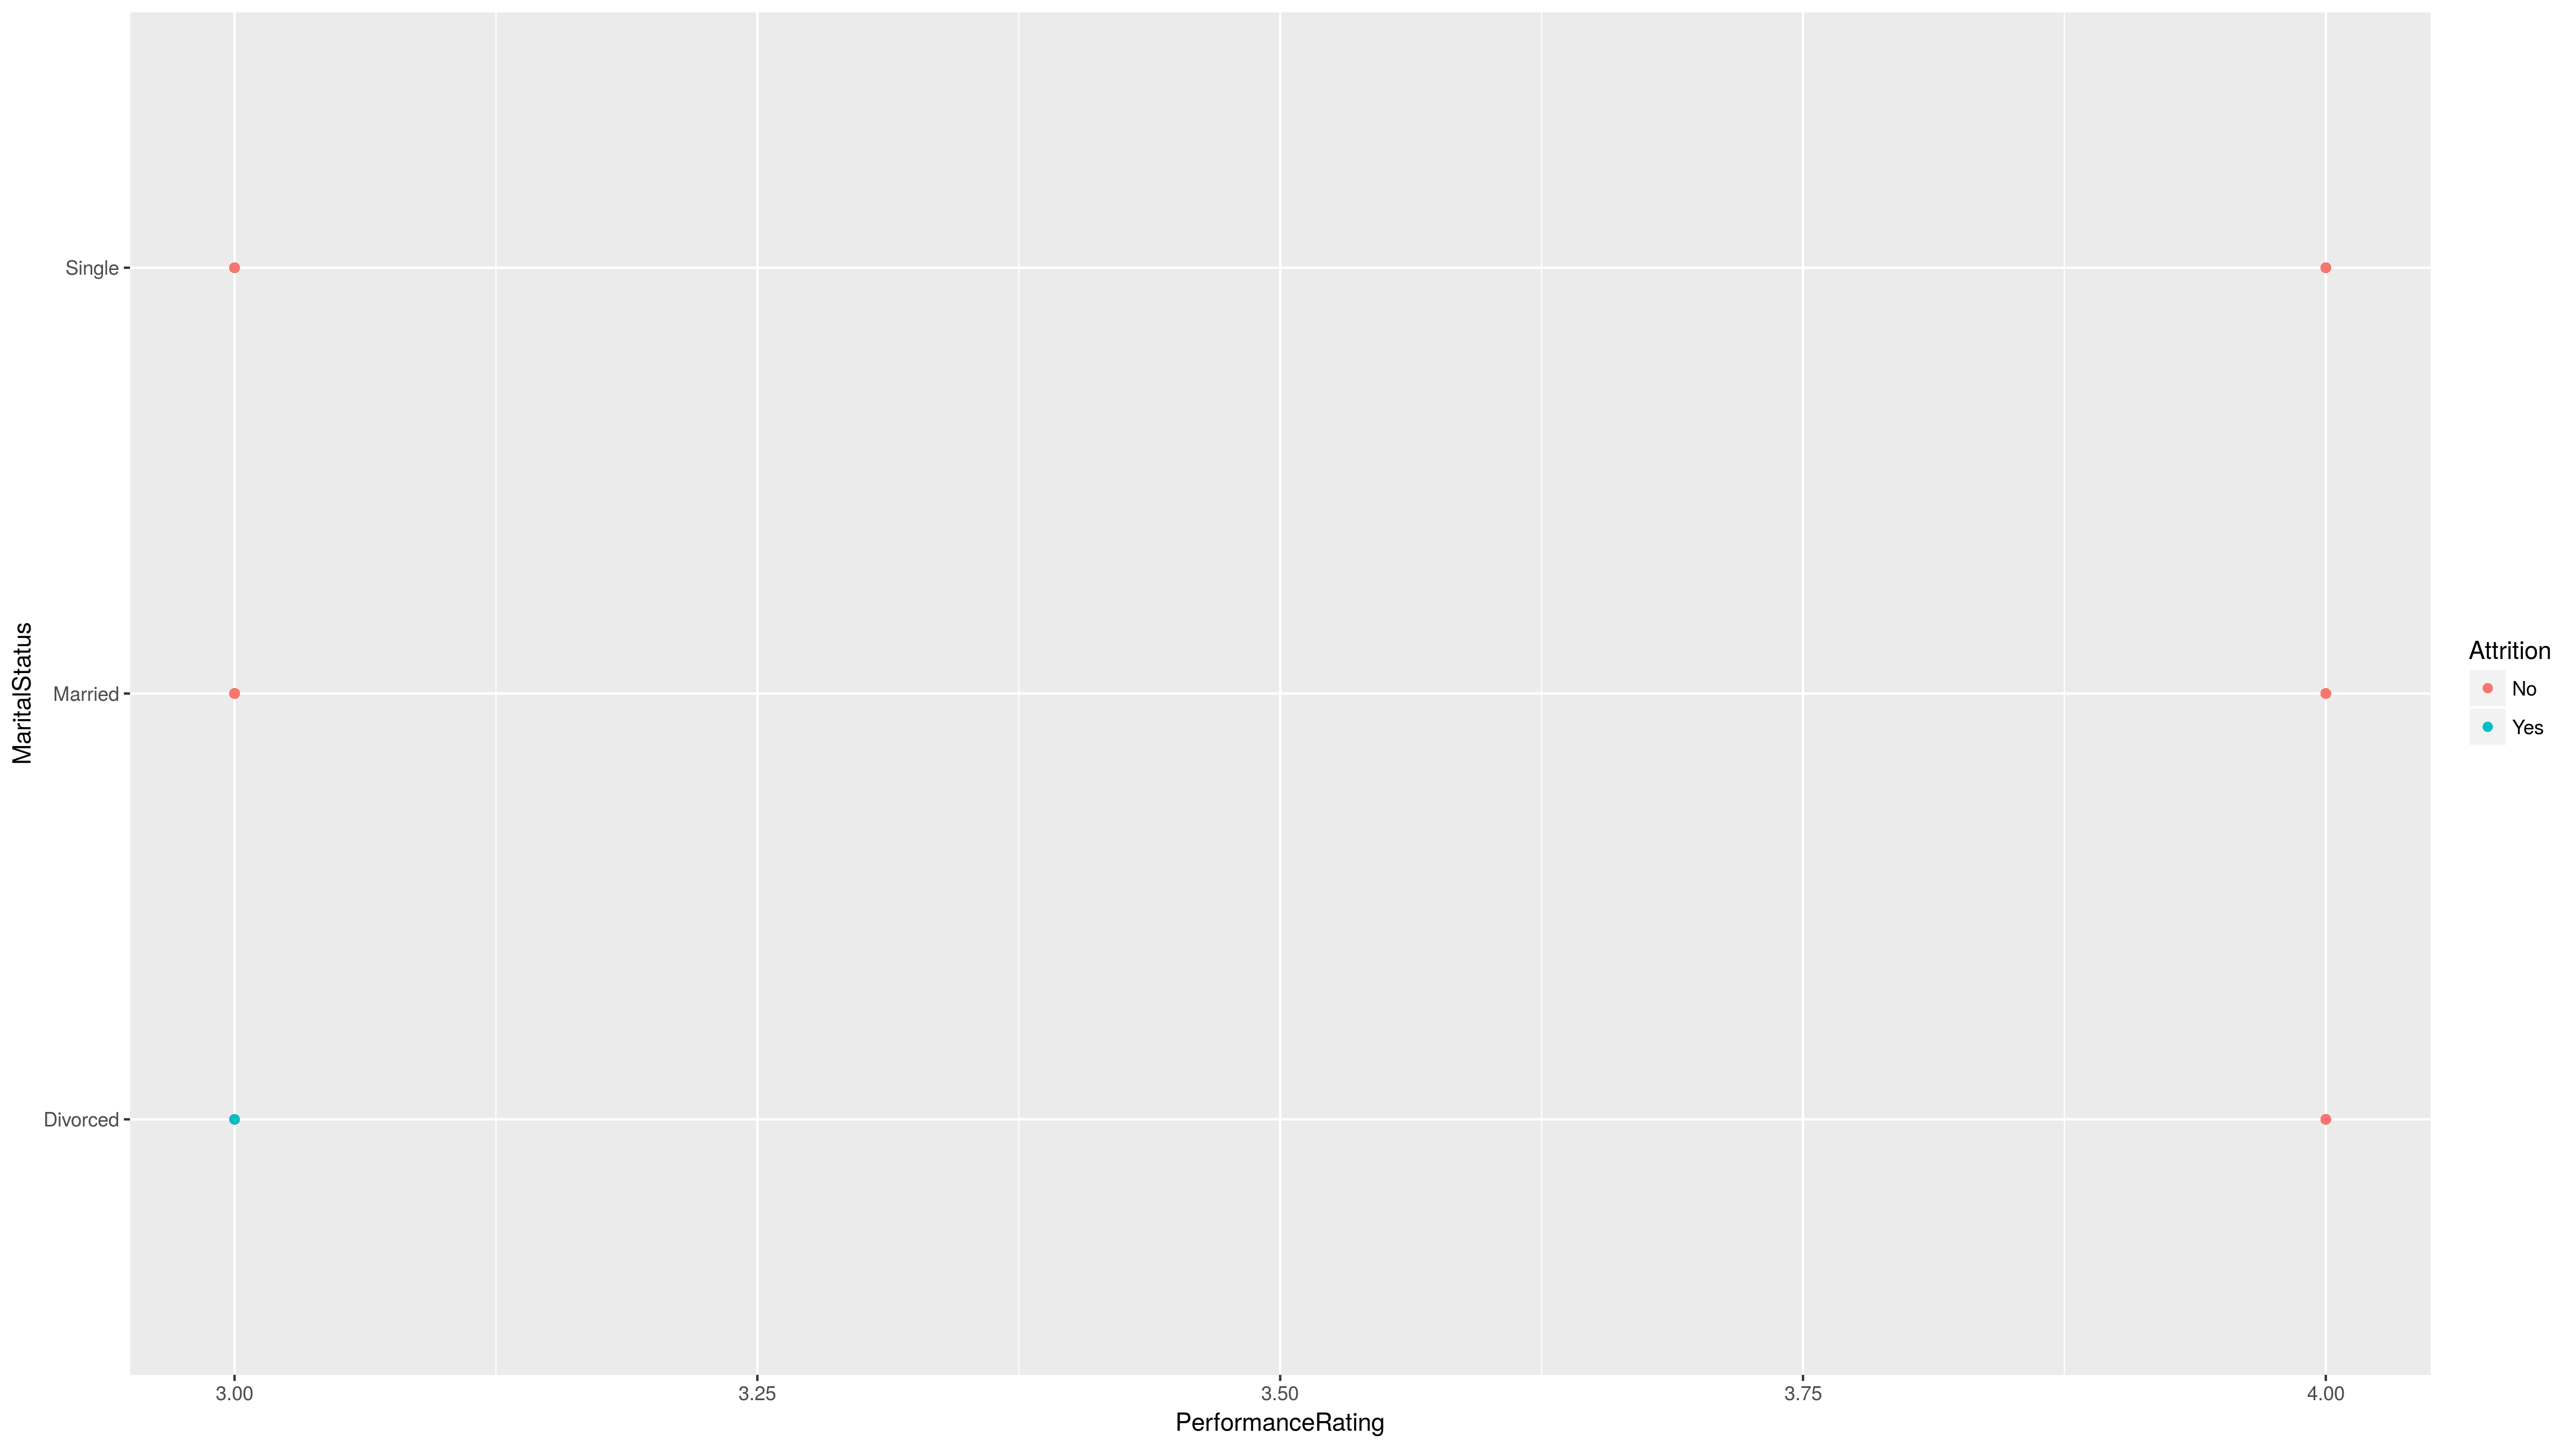 Single
Married
Divorced
MaritalStatus
3.00
3.25
3.50
3.75
4.00
PerformanceRating
Attrition
No
Yes